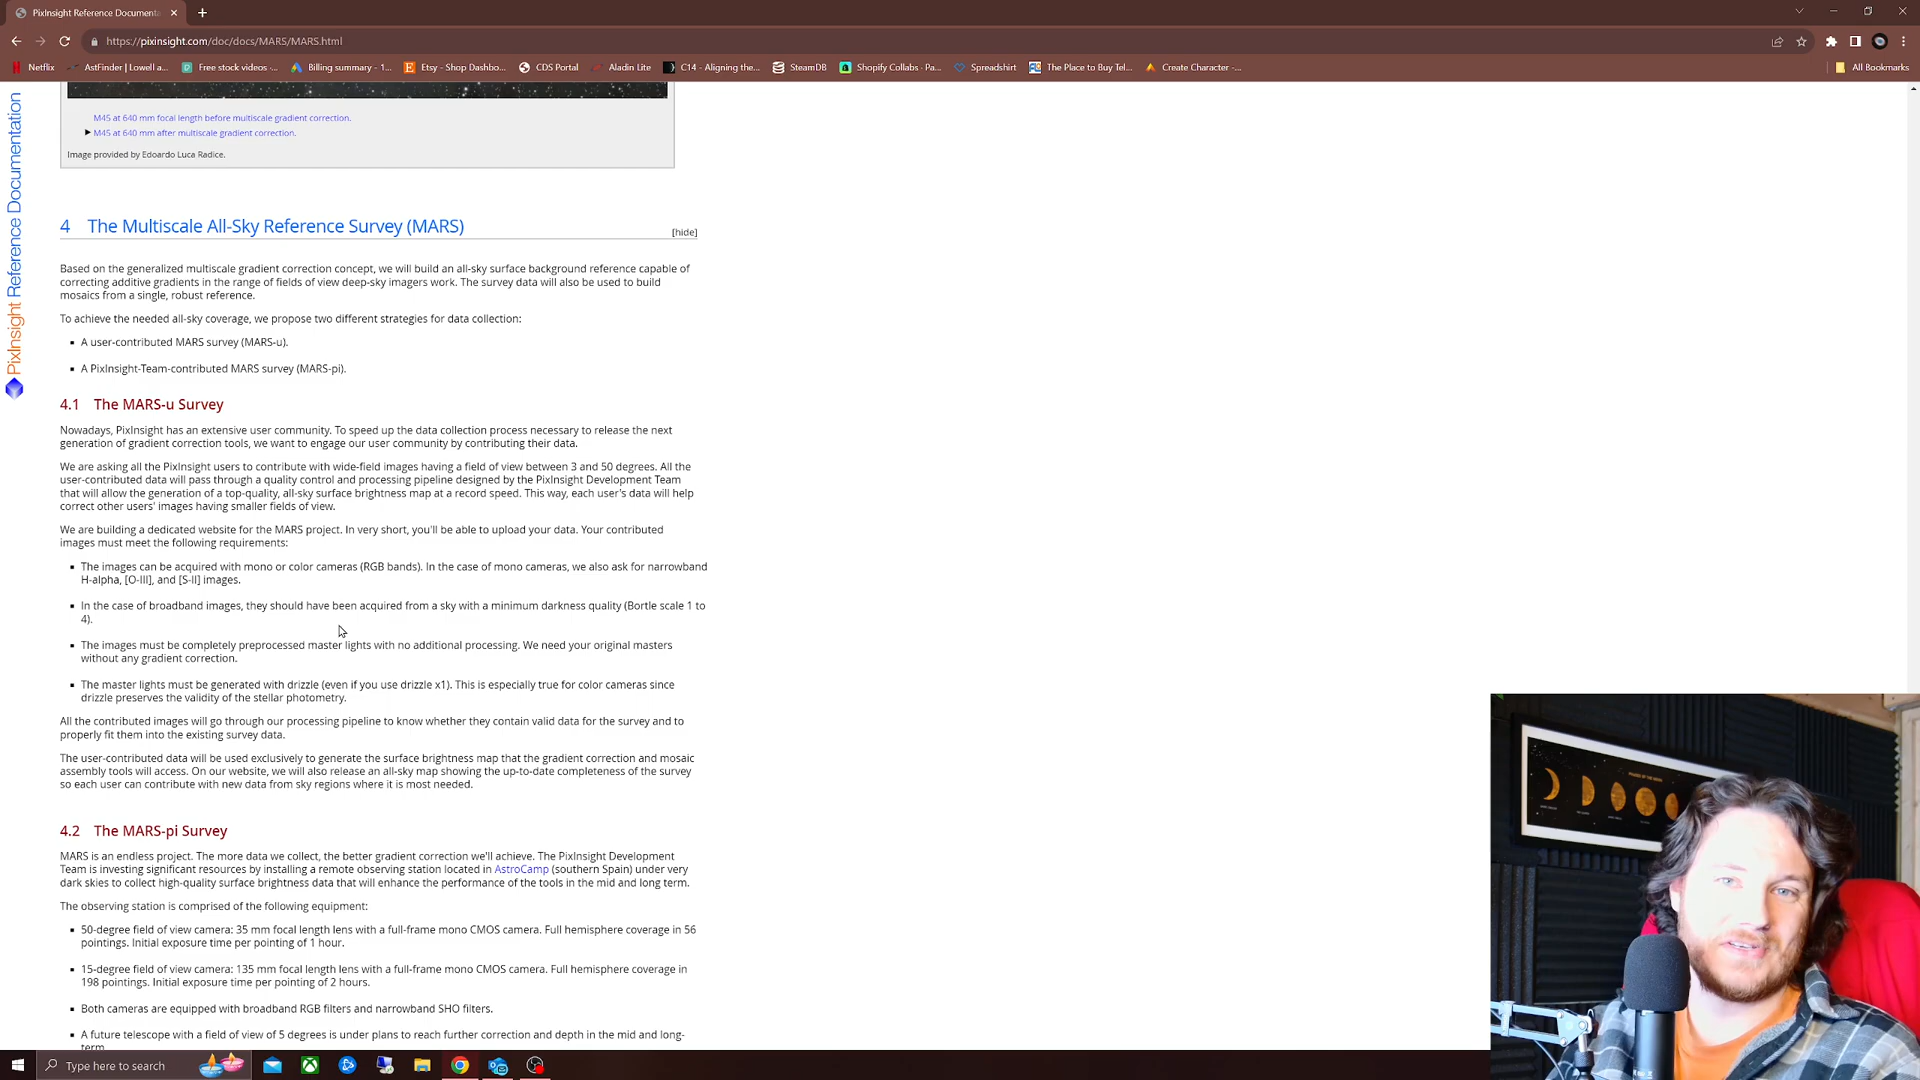 PixInsight Reference Documenta
https://pixinsight.com/doc/docs/MARS/MARS.html
Netflix
AstFinder | Lowell a...
Free stock videos -...
Billing summary - 1...
Etsy - Shop Dashbo...
CDS Portal
Aladin Lite
C14 - Aligning the...
SteamDB
Shopify Collabs - Pa...
Spreadshirt
The Place to Buy Tel...
Create Character -...
All Bookmarks
PixInsight Reference Documentation
M45 at 640 mm focal length before multiscale gradient correction.
M45 at 640 mm after multiscale gradient correction.
Image provided by Edoardo Luca Radice.
4 The Multiscale All-Sky Reference Survey (MARS)
[hide]
Based on the generalized multiscale gradient correction concept, we will build an all-sky surface background reference capable of
correcting additive gradients in the range of fields of view deep-sky imagers work. The survey data will also be used to build
mosaics from a single, robust reference.
To achieve the needed all-sky coverage, we propose two different strategies for data collection:
A user-contributed MARS survey (MARS-u).
A PixInsight-Team-contributed MARS survey (MARS-pi).
4.1 The MARS-u Survey
Nowadays, PixInsight has an extensive user community. To speed up the data collection process necessary to release the next
generation of gradient correction tools, we want to engage our user community by contributing their data.
We are asking all the PixInsight users to contribute with wide-field images having a field of view between 3 and 50 degrees. All the
user-contributed data will pass through a quality control and processing pipeline designed by the PixInsight Development Team
that will allow the generation of a top-quality, all-sky surface brightness map at a record speed. This way, each user's data will help
correct other users' images having smaller fields of view.
We are building a dedicated website for the MARS project. In very short, you'll be able to upload your data. Your contributed
images must meet the following requirements:
The images can be acquired with mono or color cameras (RGB bands). In the case of mono cameras, we also ask for narrowband
H-alpha, [O-III], and [S-II] images.
In the case of broadband images, they should have been acquired from a sky with a minimum darkness quality (Bortle scale 1 to
4).
The images must be completely preprocessed master lights with no additional processing. We need your original masters
without any gradient correction.
The master lights must be generated with drizzle (even if you use drizzle x1). This is especially true for color cameras since
drizzle preserves the validity of the stellar photometry.
All the contributed images will go through our processing pipeline to know whether they contain valid data for the survey and to
properly fit them into the existing survey data.
The user-contributed data will be used exclusively to generate the surface brightness map that the gradient correction and mosaic
assembly tools will access. On our website, we will also release an all-sky map showing the up-to-date completeness of the survey
so each user can contribute with new data from sky regions where it is most needed.
4.2 The MARS-pi Survey
MARS is an endless project. The more data we collect, the better gradient correction we'll achieve. The PixInsight Development
Team is investing significant resources by installing a remote observing station located in AstroCamp (southern Spain) under very
dark skies to collect high-quality surface brightness data that will enhance the performance of the tools in the mid and long term.
The observing station is comprised of the following equipment:
50-degree field of view camera: 35 mm focal length lens with a full-frame mono CMOS camera. Full hemisphere coverage in 56
pointings. Initial exposure time per pointing of 1 hour.
15-degree field of view camera: 135 mm focal length lens with a full-frame mono CMOS camera. Full hemisphere coverage in
198 pointings. Initial exposure time per pointing of 2 hours.
Both cameras are equipped with broadband RGB filters and narrowband SHO filters.
A future telescope with a field of view of 5 degrees is under plans to reach further correction and depth in the mid and long-
term.
Type here to search